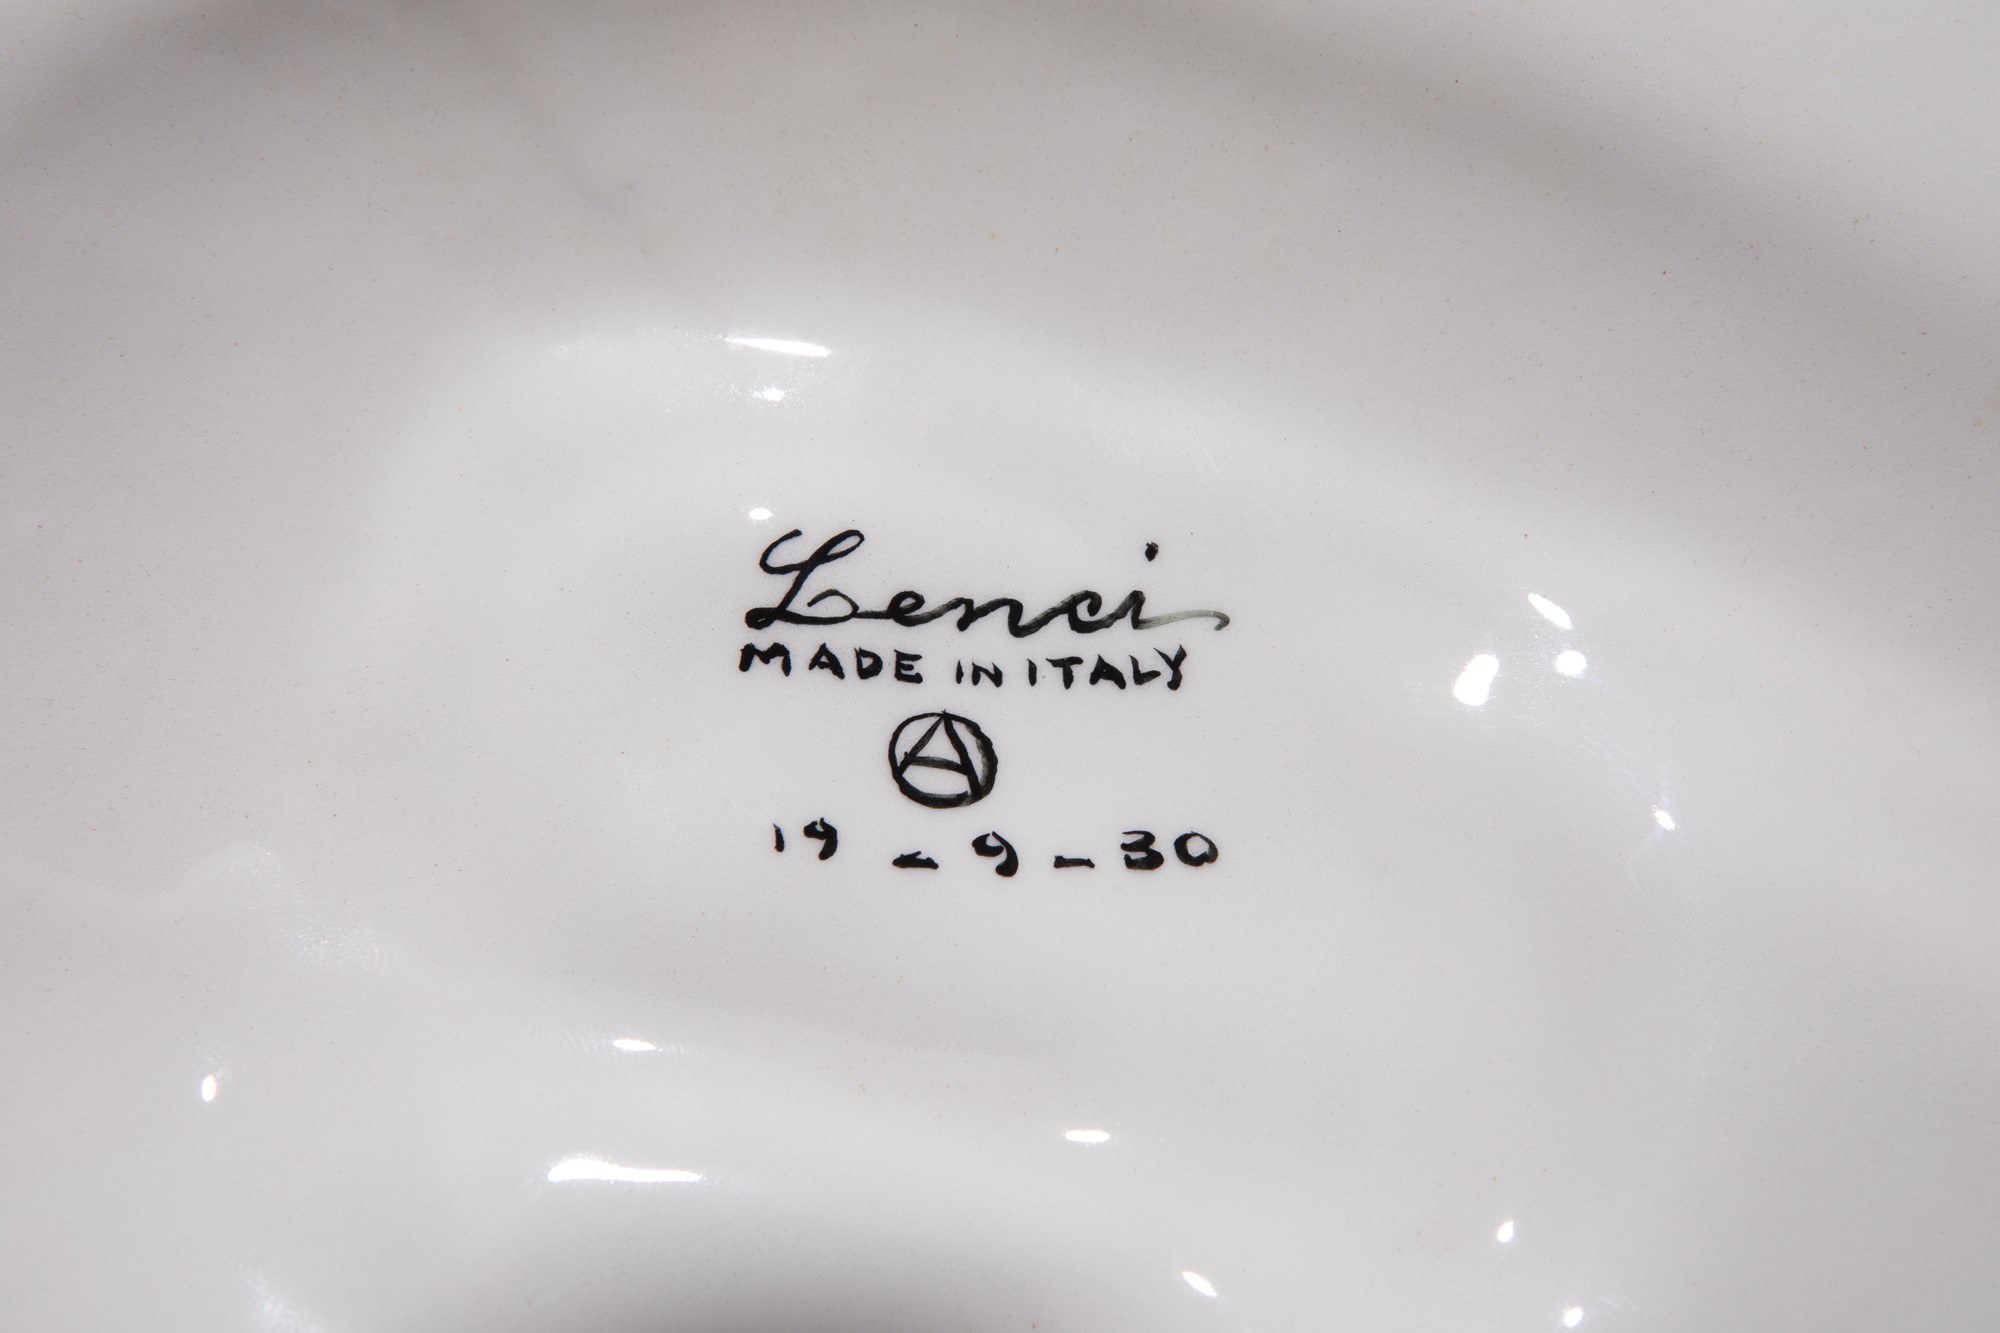 Lenci
MADE IN ITALY
A
19-9-30